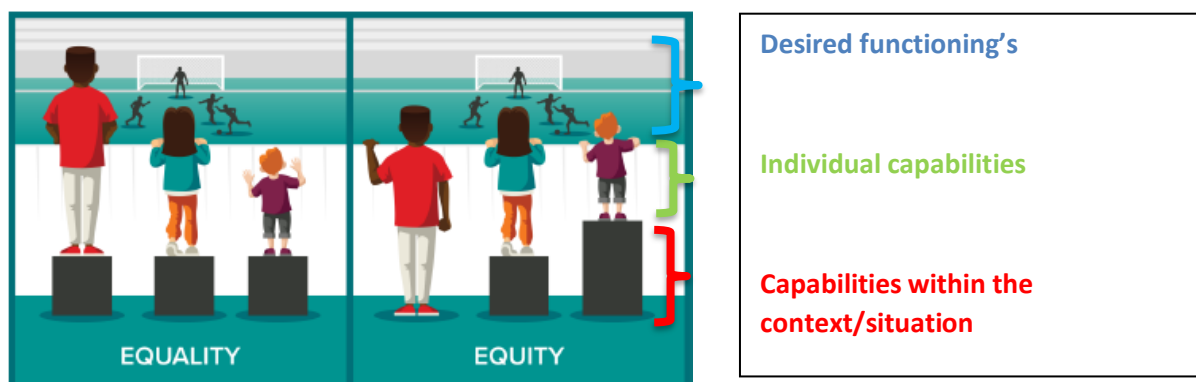 EQUALITY
EQUITY
Desired functioning's
Individual capabilities
Capabilities within the
context/situation